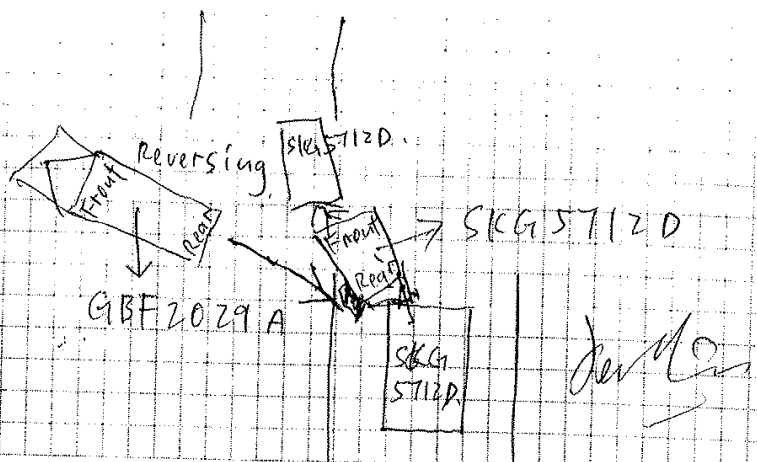 SKG5712D.
Reversing
Front
Rear
Front
Rear
SKG5712D
GBF2029A
SKG
5712D.